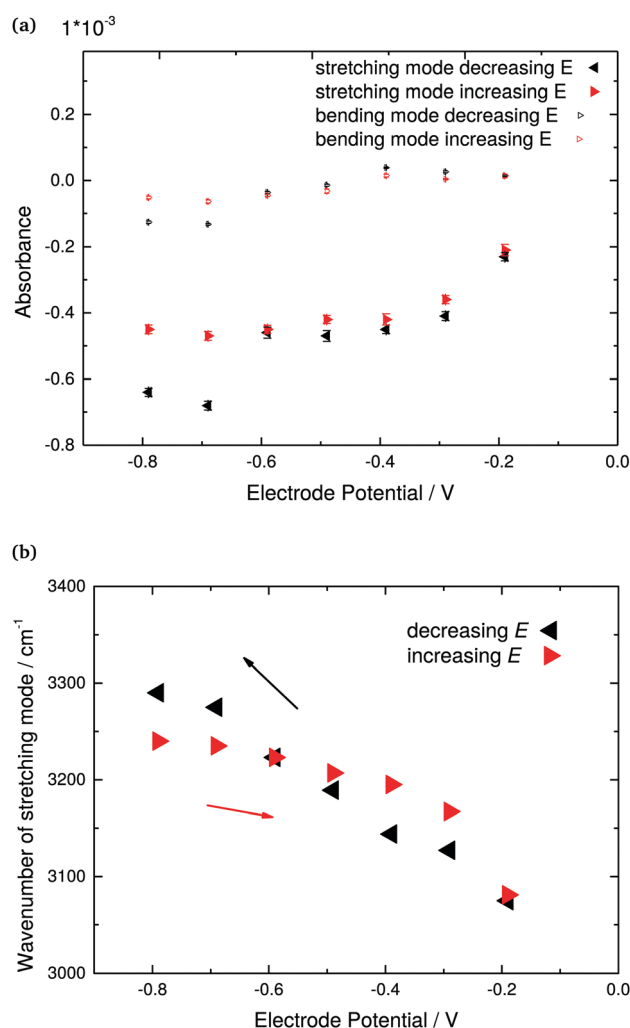 (a)
1*10⁻³
stretching mode decreasing E
stretching mode increasing E
bending mode decreasing E
bending mode increasing E
0.2
0.0
-0.2
-0.4
-0.6
-0.8
Absorbance
-0.8 -0.6 -0.4 -0.2 0.0
Electrode Potential / V
(b)
3400
3300
3200
3100
3000
decreasing E
increasing E
Wavenumber of stretching mode / cm⁻¹
-0.8 -0.6 -0.4 -0.2 0.0
Electrode Potential / V